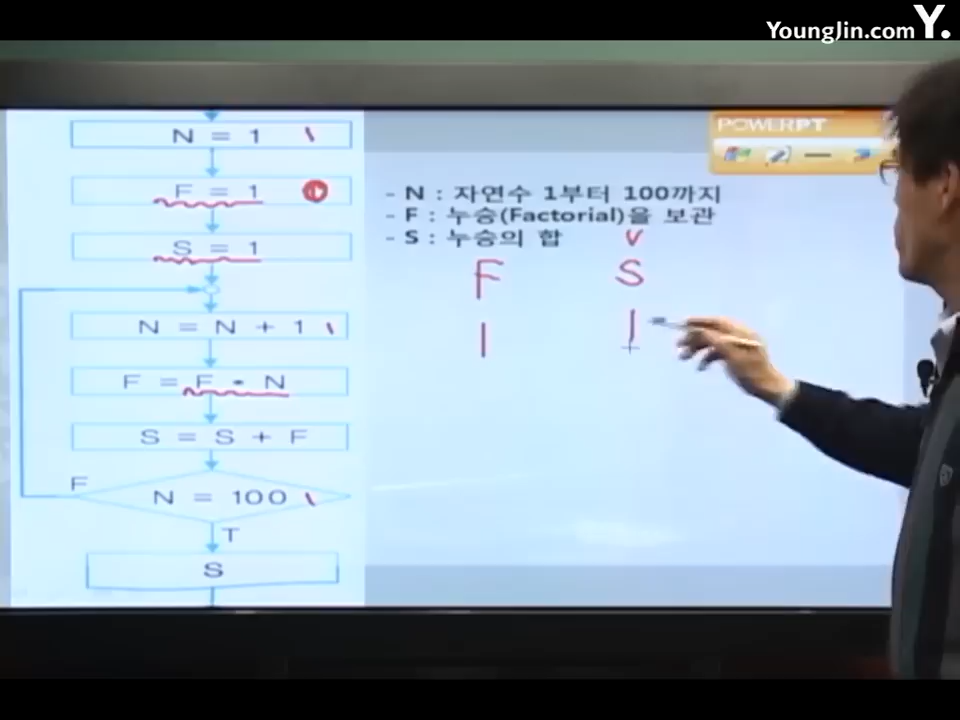 YoungJin.com Y.
POWERPT
N = 1
F = 1
S = 1
N = N + 1
F = F * N
S = S + F
N = 100
F
T
S
- N : 자연수 1부터 100까지
- F : 누승(Factorial)을 보관
- S : 누승의 합
F S
1 1